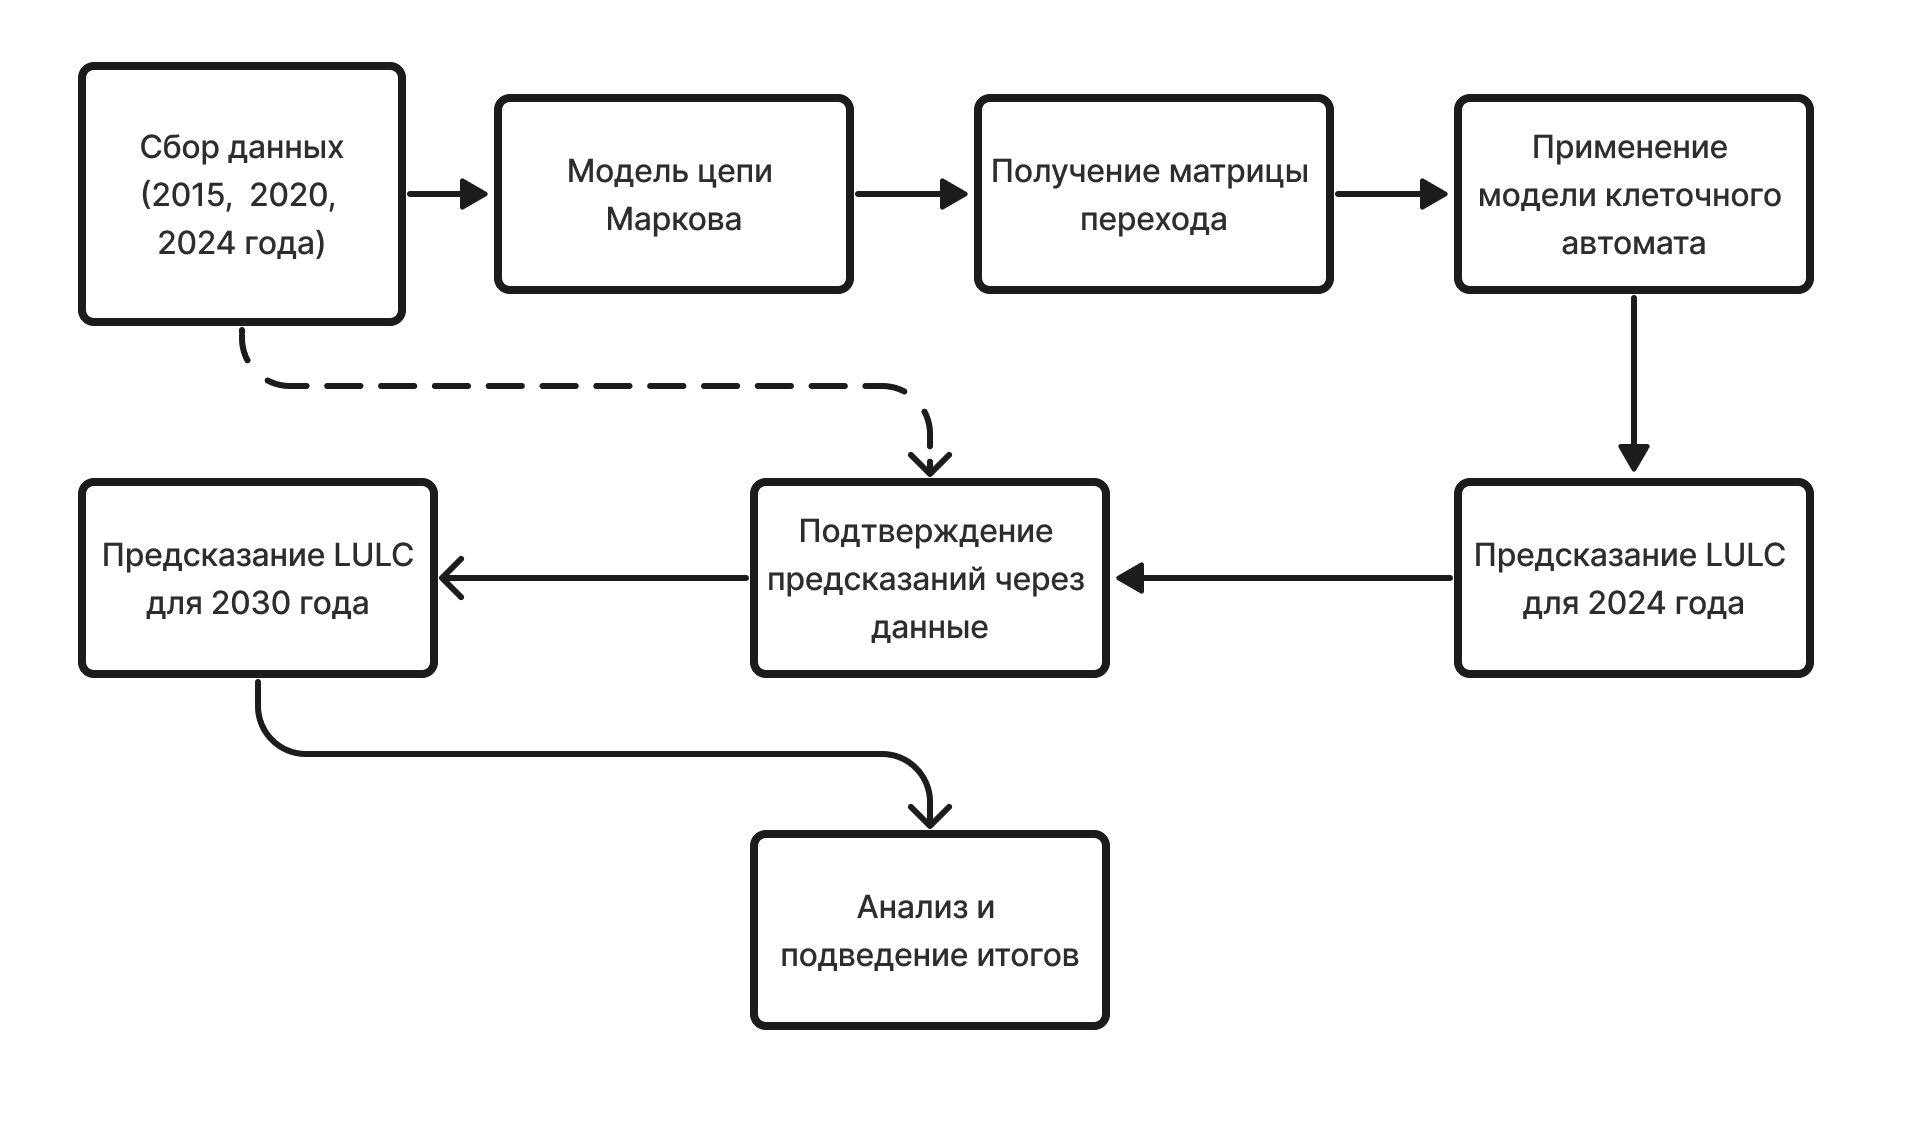 Сбор данных
(2015,  2020,
2024 года)
Модель цепи
Маркова
Получение матрицы
перехода
Применение
модели клеточного
автомата
Предсказание LULC
для 2030 года
Подтверждение
предсказаний через
данные
Предсказание LULC
для 2024 года
Анализ и
подведение итогов